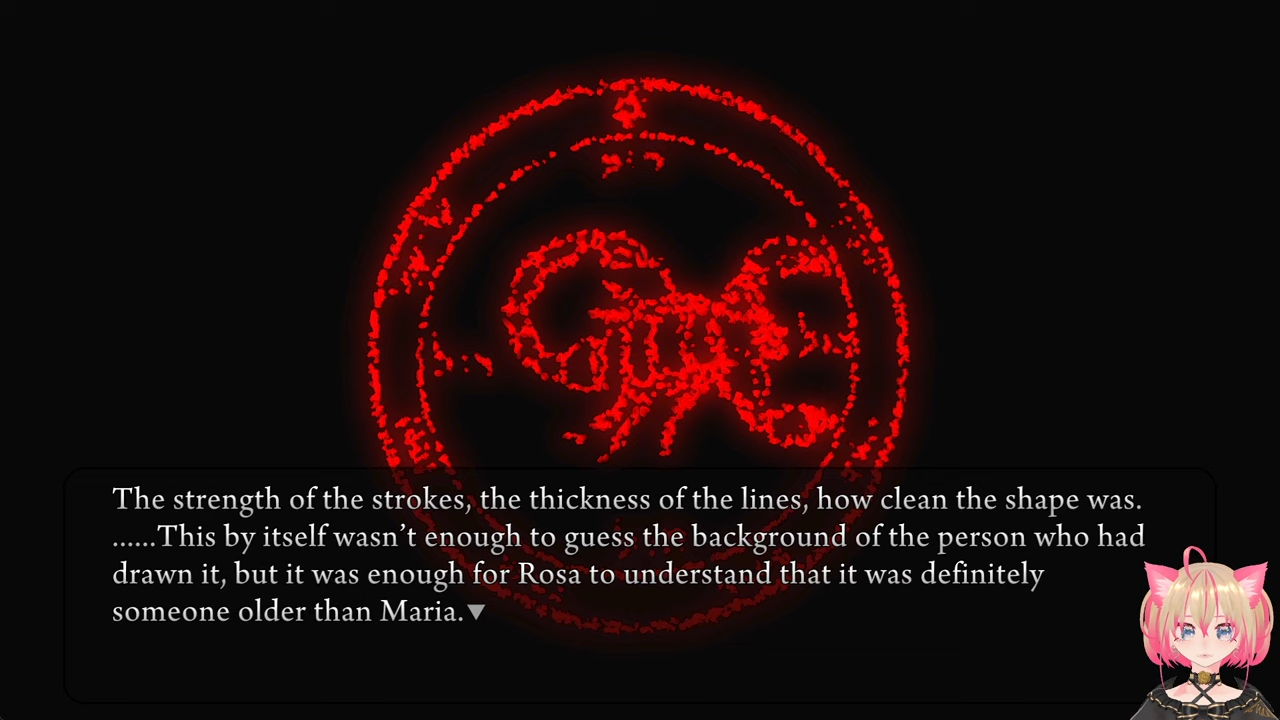 The strength of the strokes, the thickness of the lines, how clean the shape was.
......This by itself wasn’t enough to guess the background of the person who had
drawn it, but it was enough for Rosa to understand that it was definitely
someone older than Maria.▼